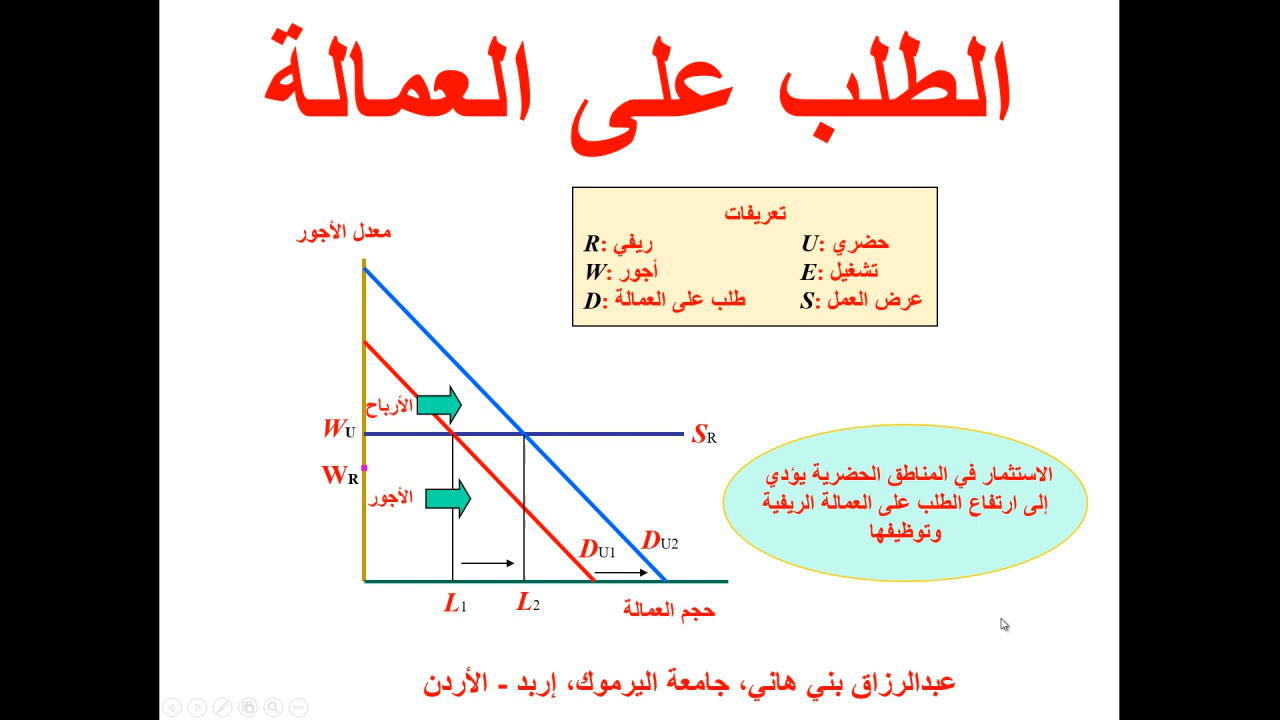 الطلب على العمالة
تعريفات
R: ريفي U: حضري
W: أجور E: تشغيل
D: طلب على العمالة S: عرض العمل
معدل الأجور
الأرباح
WU
SR
WR
الأجور
الاستثمار في المناطق الحضرية يؤدي
إلى ارتفاع الطلب على العمالة الريفية
وتوظيفها
DU1
DU2
L1
L2
حجم العمالة
عبدالرزاق بني هاني، جامعة اليرموك، إربد - الأردن